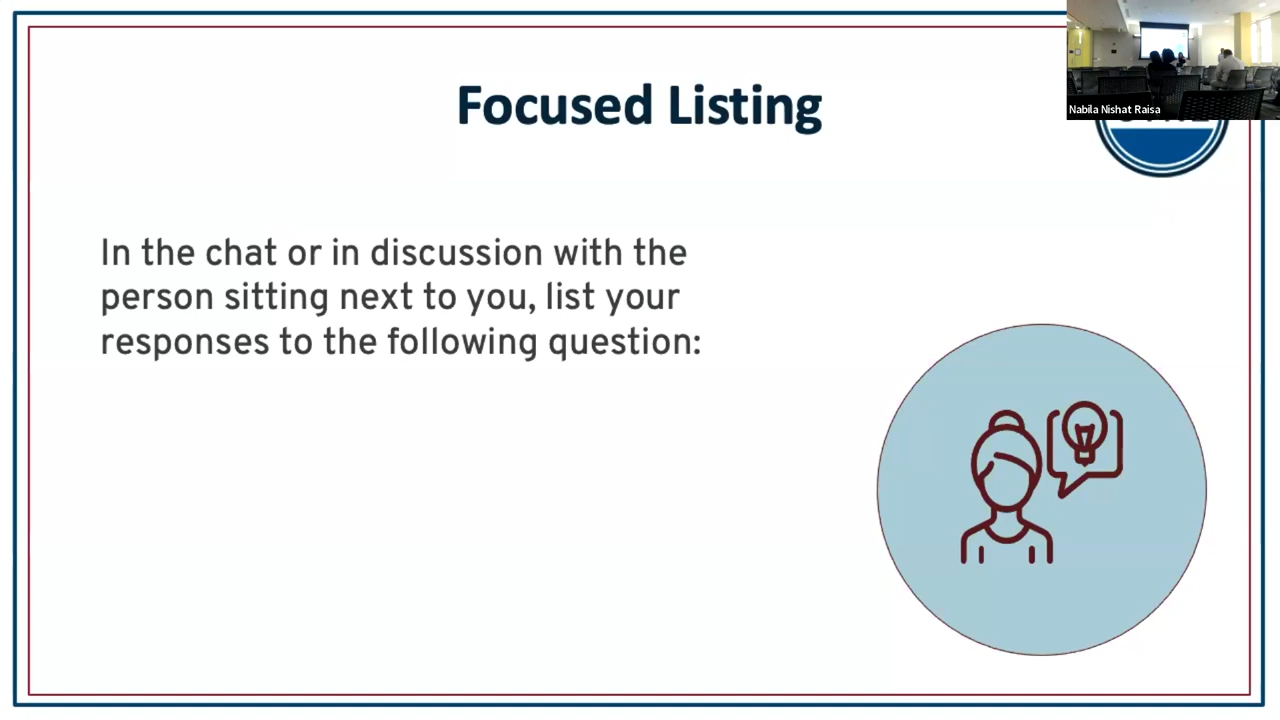 Focused Listing
Nabila Nishat Raisa
In the chat or in discussion with the
person sitting next to you, list your
responses to the following question: